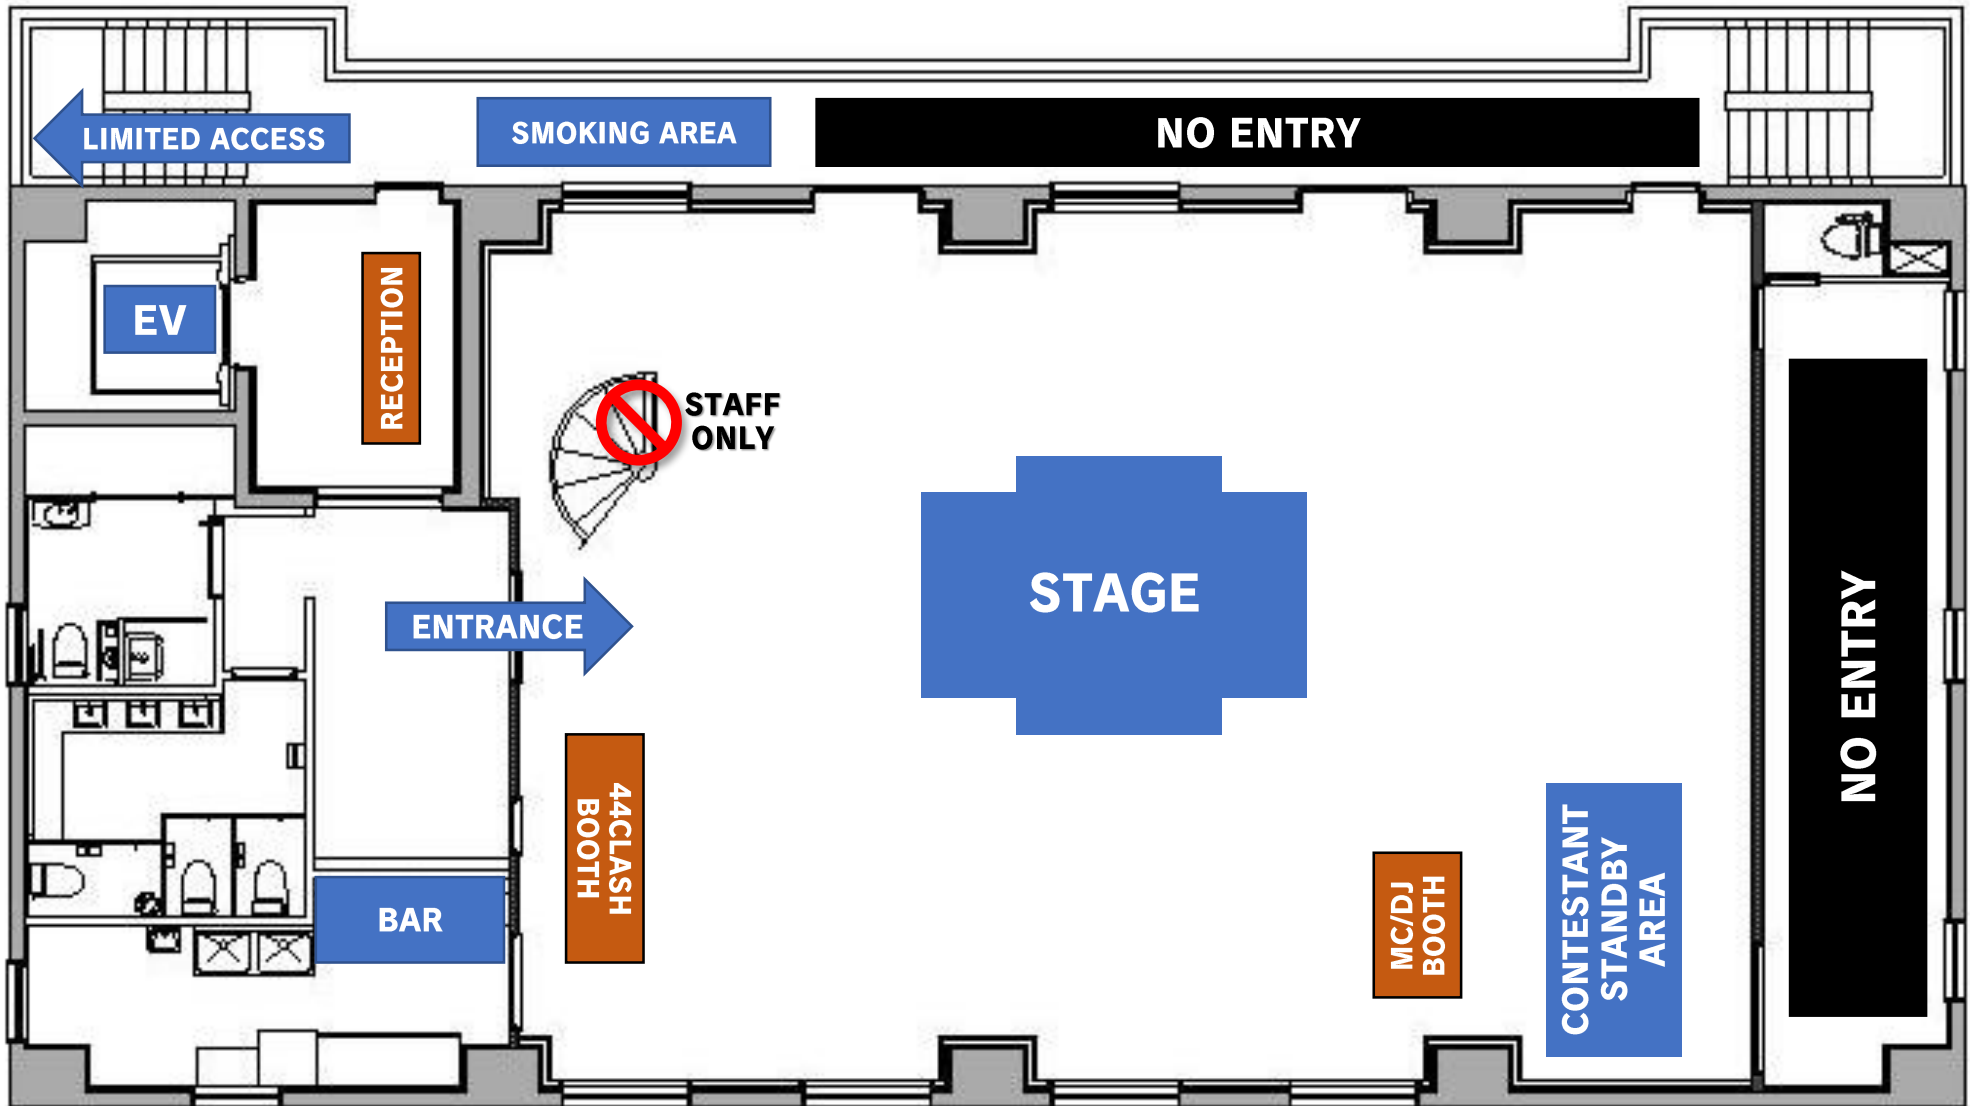 LIMITED ACCESS
SMOKING AREA
NO ENTRY
EV
RECEPTION
STAFF
ONLY
STAGE
ENTRANCE
44CLASH
BOOTH
BAR
MC/DJ
BOOTH
CONTESTANT
STANDBY
AREA
NO ENTRY